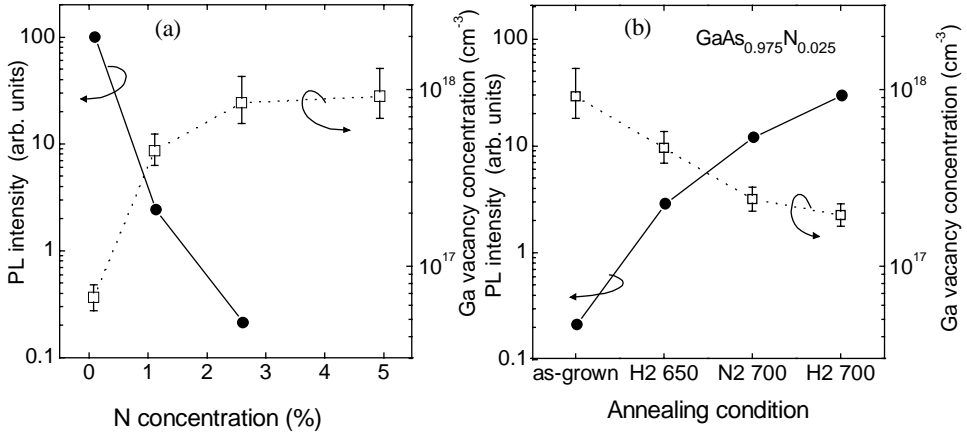 (a)
PL intensity (arb. units)
100
10
1
0.1
10^18
10^17
Ga vacancy concentration (cm^-3)
0 1 2 3 4 5
N concentration (%)
(b)
GaAs_0.975N_0.025
PL intensity (arb. units)
100
10
1
0.1
10^18
10^17
Ga vacancy concentration (cm^-3)
as-grown H2 650 N2 700 H2 700
Annealing condition